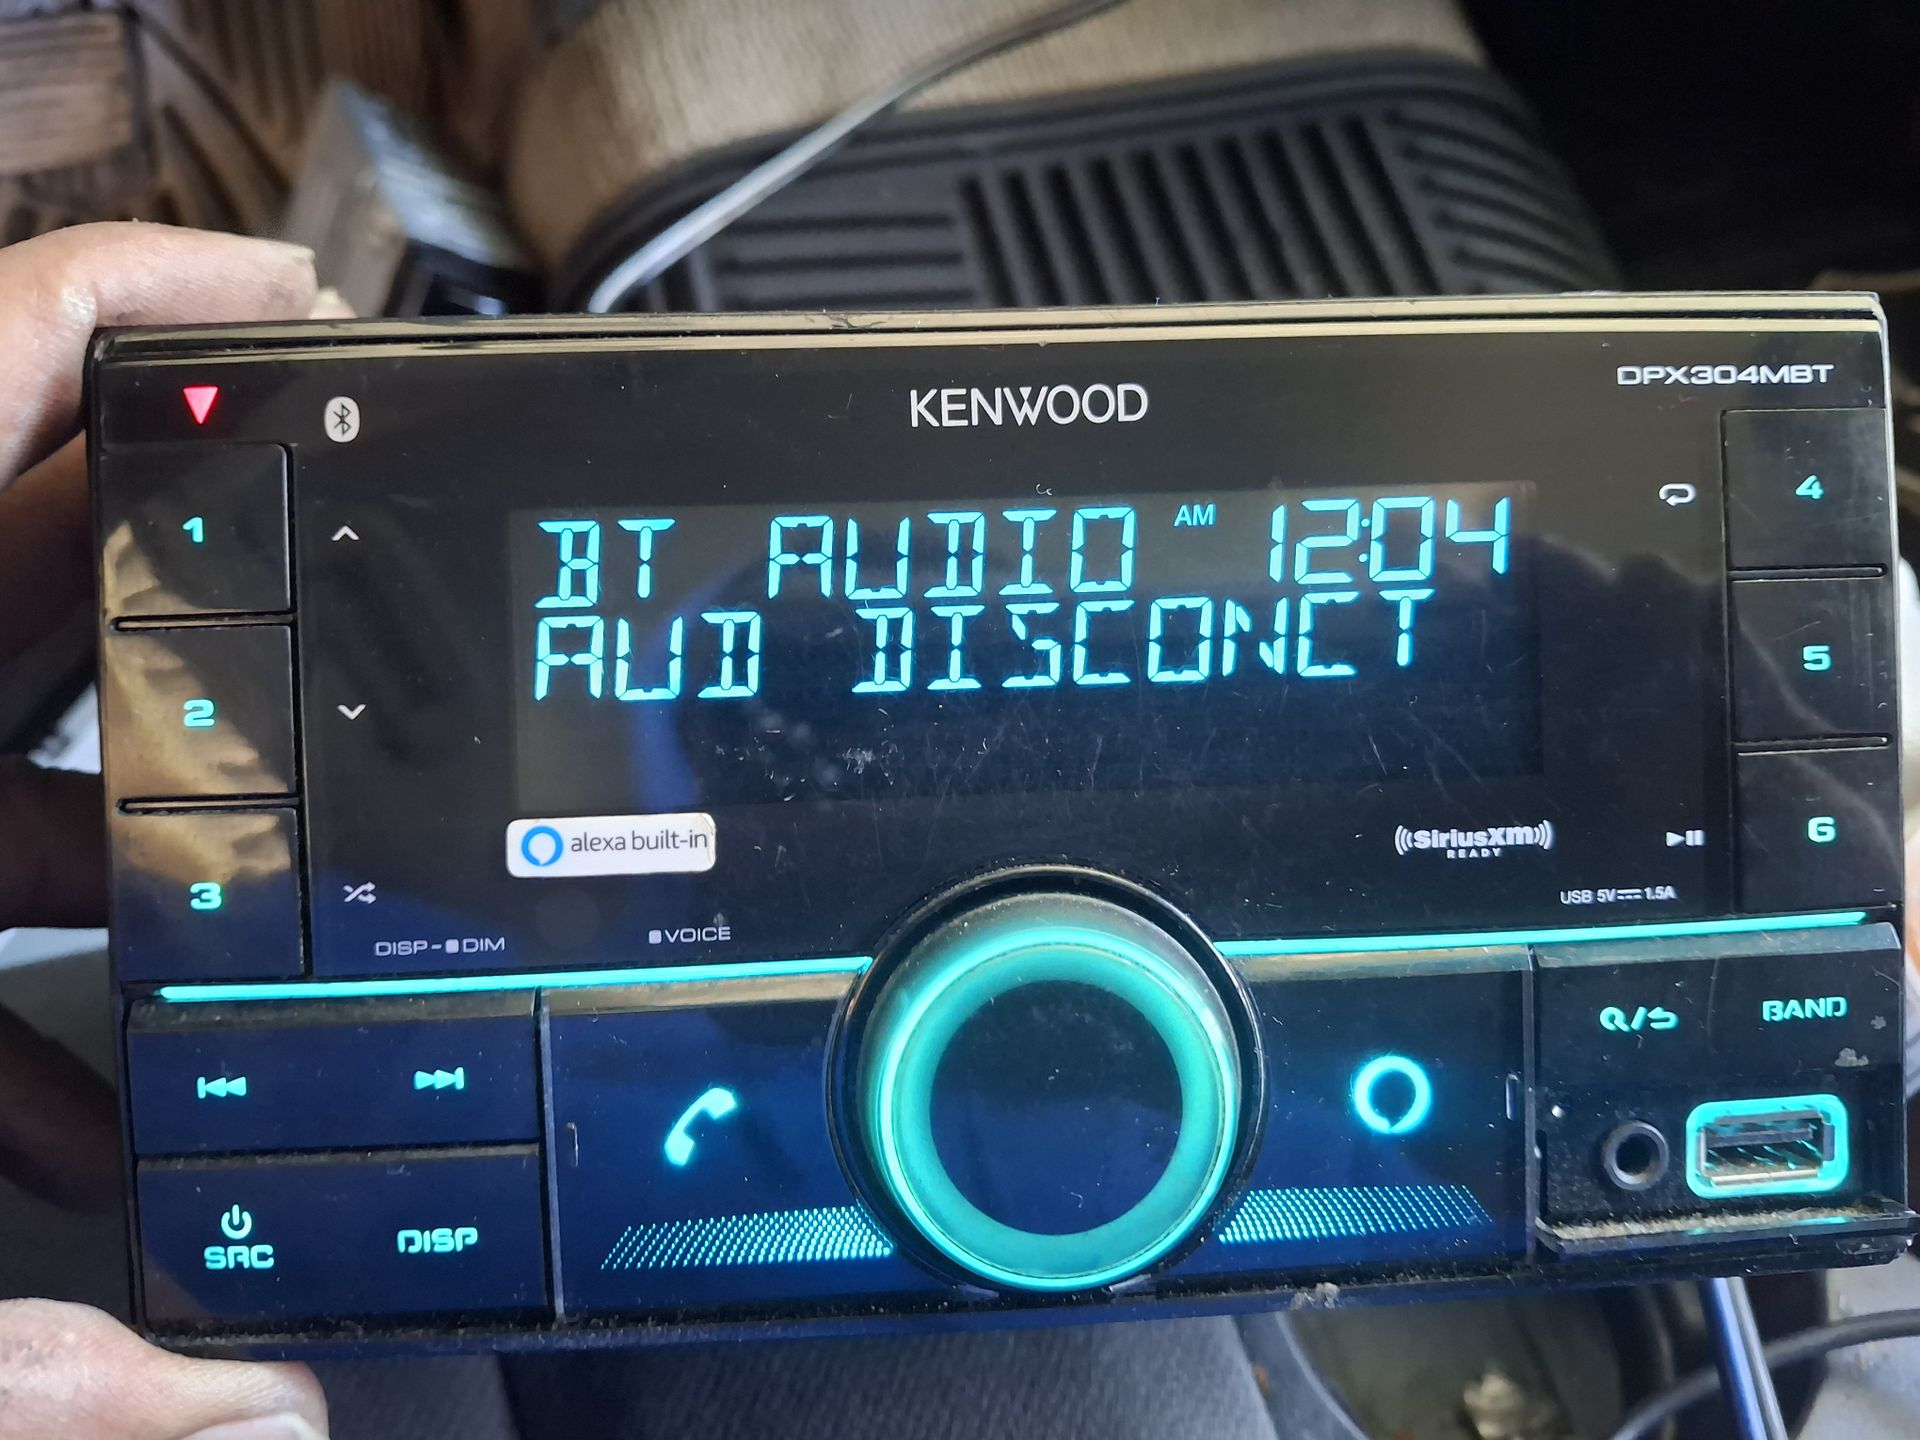 KENWOOD
DPX304MBT
1
2
3
4
5
6
BT AUDIO AM 12:04
AUD DISCONCT
alexa built-in
((SiriusXM))
READY
USB 5V 1.5A
DISP-DIM
VOICE
Q/
BAND
SRC
DISP